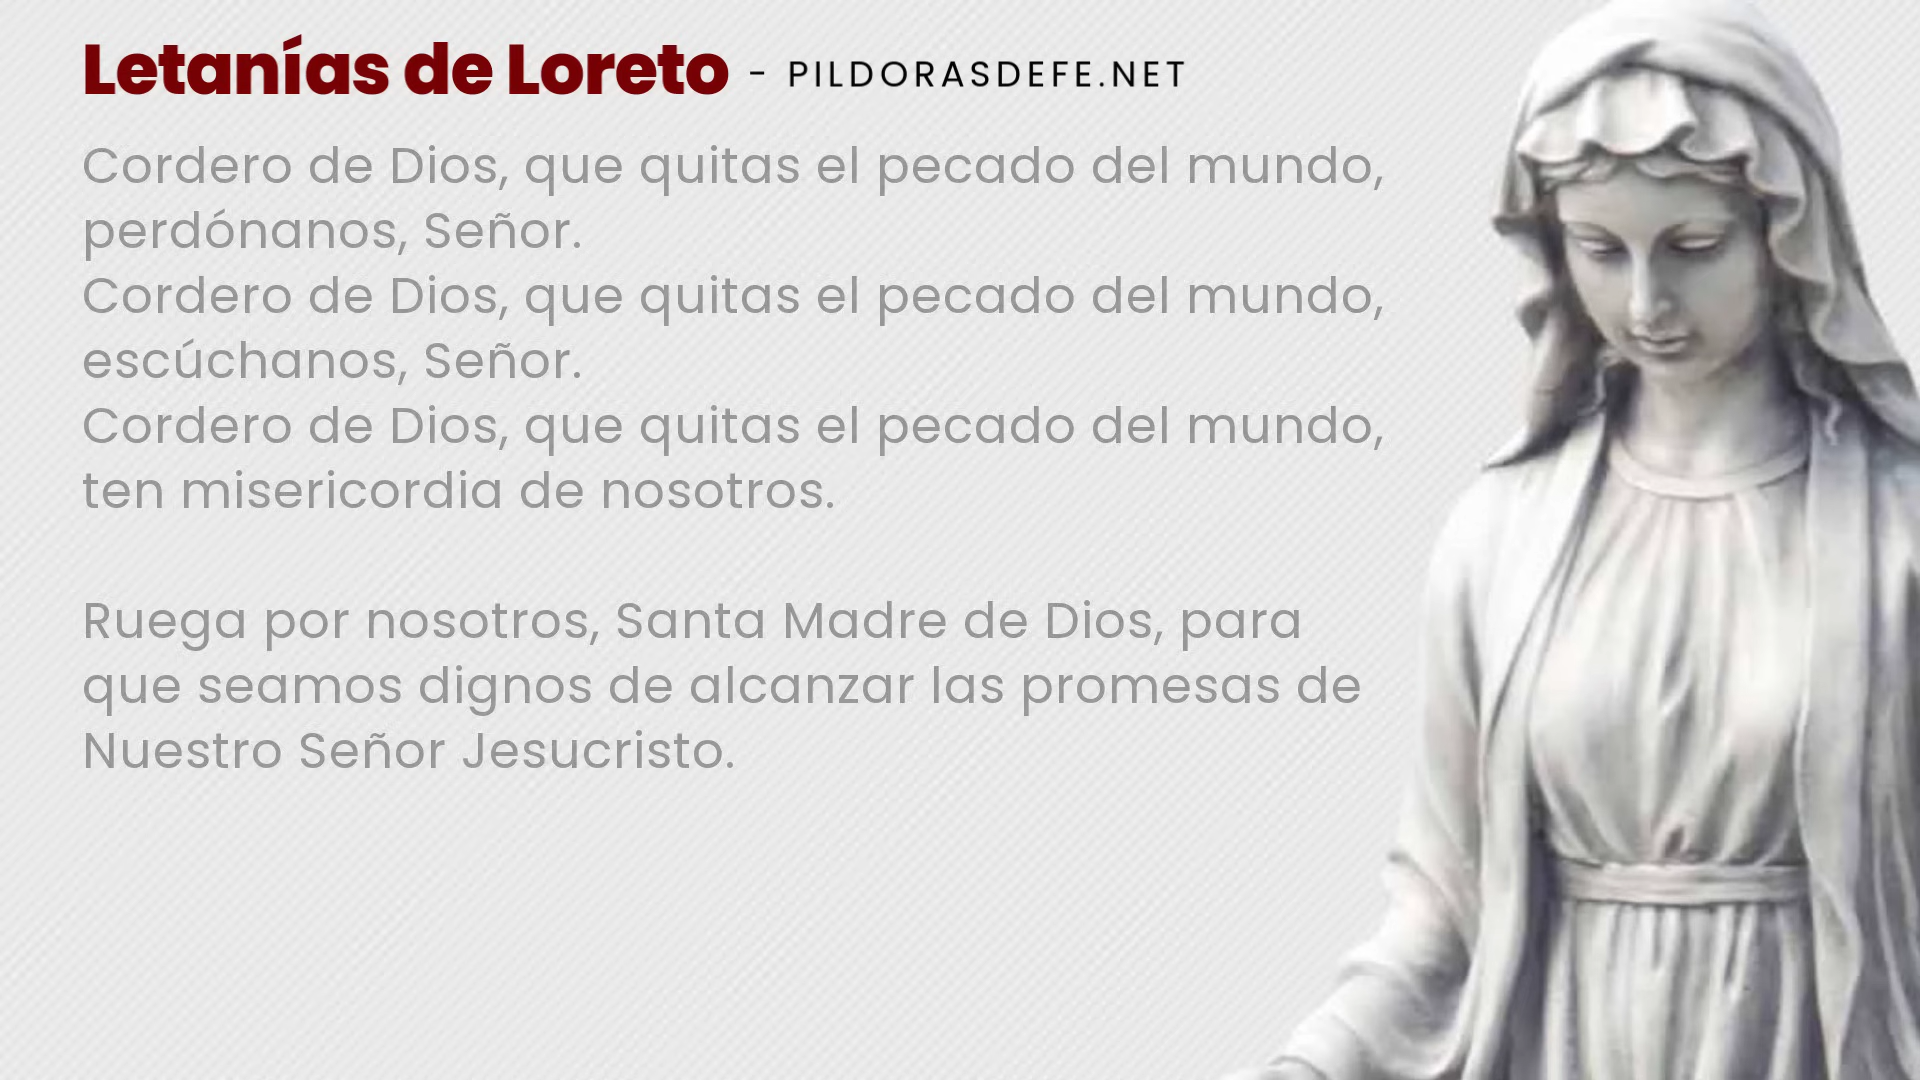 Letanías de Loreto - PILDORASDEFE.NET
Cordero de Dios, que quitas el pecado del mundo,
perdónanos, Señor.
Cordero de Dios, que quitas el pecado del mundo,
escúchanos, Señor.
Cordero de Dios, que quitas el pecado del mundo,
ten misericordia de nosotros.
Ruega por nosotros, Santa Madre de Dios, para
que seamos dignos de alcanzar las promesas de
Nuestro Señor Jesucristo.